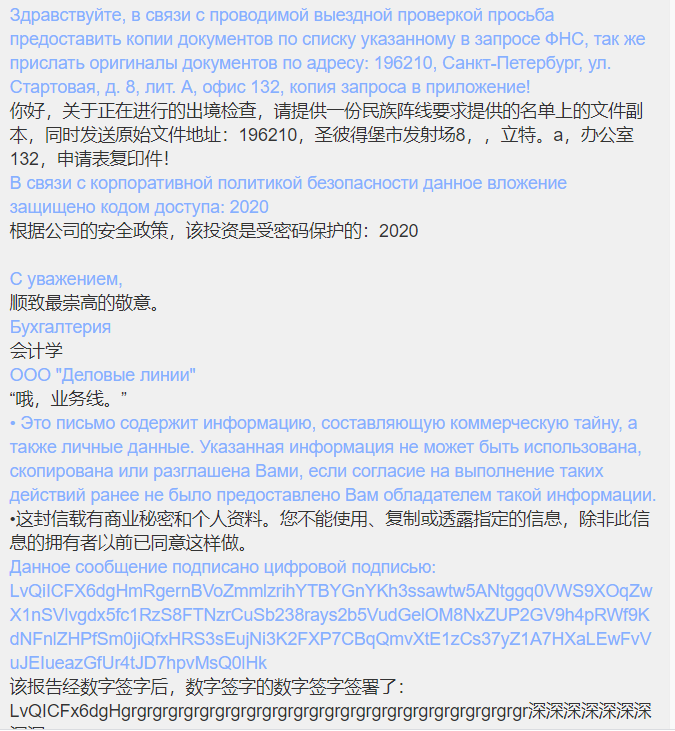 Здравствуйте, в связи с проводимой выездной проверкой просьба
предоставить копии документов по списку указанному в запросе ФНС, так же
прислать оригиналы документов по адресу: 196210, Санкт-Петербург, ул.
Стартовая, д. 8, лит. А, офис 132, копия запроса в приложение!
你好，关于正在进行的出境检查，请提供一份民族阵线要求提供的名单上的文件副
本，同时发送原始文件地址：196210，圣彼得堡市发射场8，，立特。a，办公室
132，申请表复印件！
В связи с корпоративной политикой безопасности данное вложение
защищено кодом доступа: 2020
根据公司的安全政策，该投资是受密码保护的：2020
С уважением,
顺致最崇高的敬意。
Бухгалтерия
会计学
ООО "Деловые линии"
“哦，业务线。”
• Это письмо содержит информацию, составляющую коммерческую тайну, а
также личные данные. Указанная информация не может быть использована,
скопирована или разглашена Вами, если согласие на выполнение таких
действий ранее не было предоставлено Вам обладателем такой информации.
•这封信载有商业秘密和个人资料。您不能使用、复制或透露指定的信息，除非此信
息的拥有者以前已同意这样做。
Данное сообщение подписано цифровой подписью:
LvQiICFX6dgHmRgernBVoZmmlzrihYTBYGnYKh3ssawtw5ANtggq0VWS9XOqZw
X1nSVlvgdx5fc1RzS8FTNzrCuSb238rays2b5VudGelOM8NxZUP2GV9h4pRWf9K
dNFnlZHPfSm0jiQfxHRS3sEujNi3K2FXP7CBqQmvXtE1zCs37yZ1A7HXaLEwFvV
uJEIueazGfUr4tJD7hpvMsQ0lHk
该报告经数字签字后，数字签字的数字签字签署了：
LvQICFx6dgHgrgrgrgrgrgrgrgrgrgrgrgrgrgrgrgrgrgrgrgrgrgrgrgrgr深深深深深深深